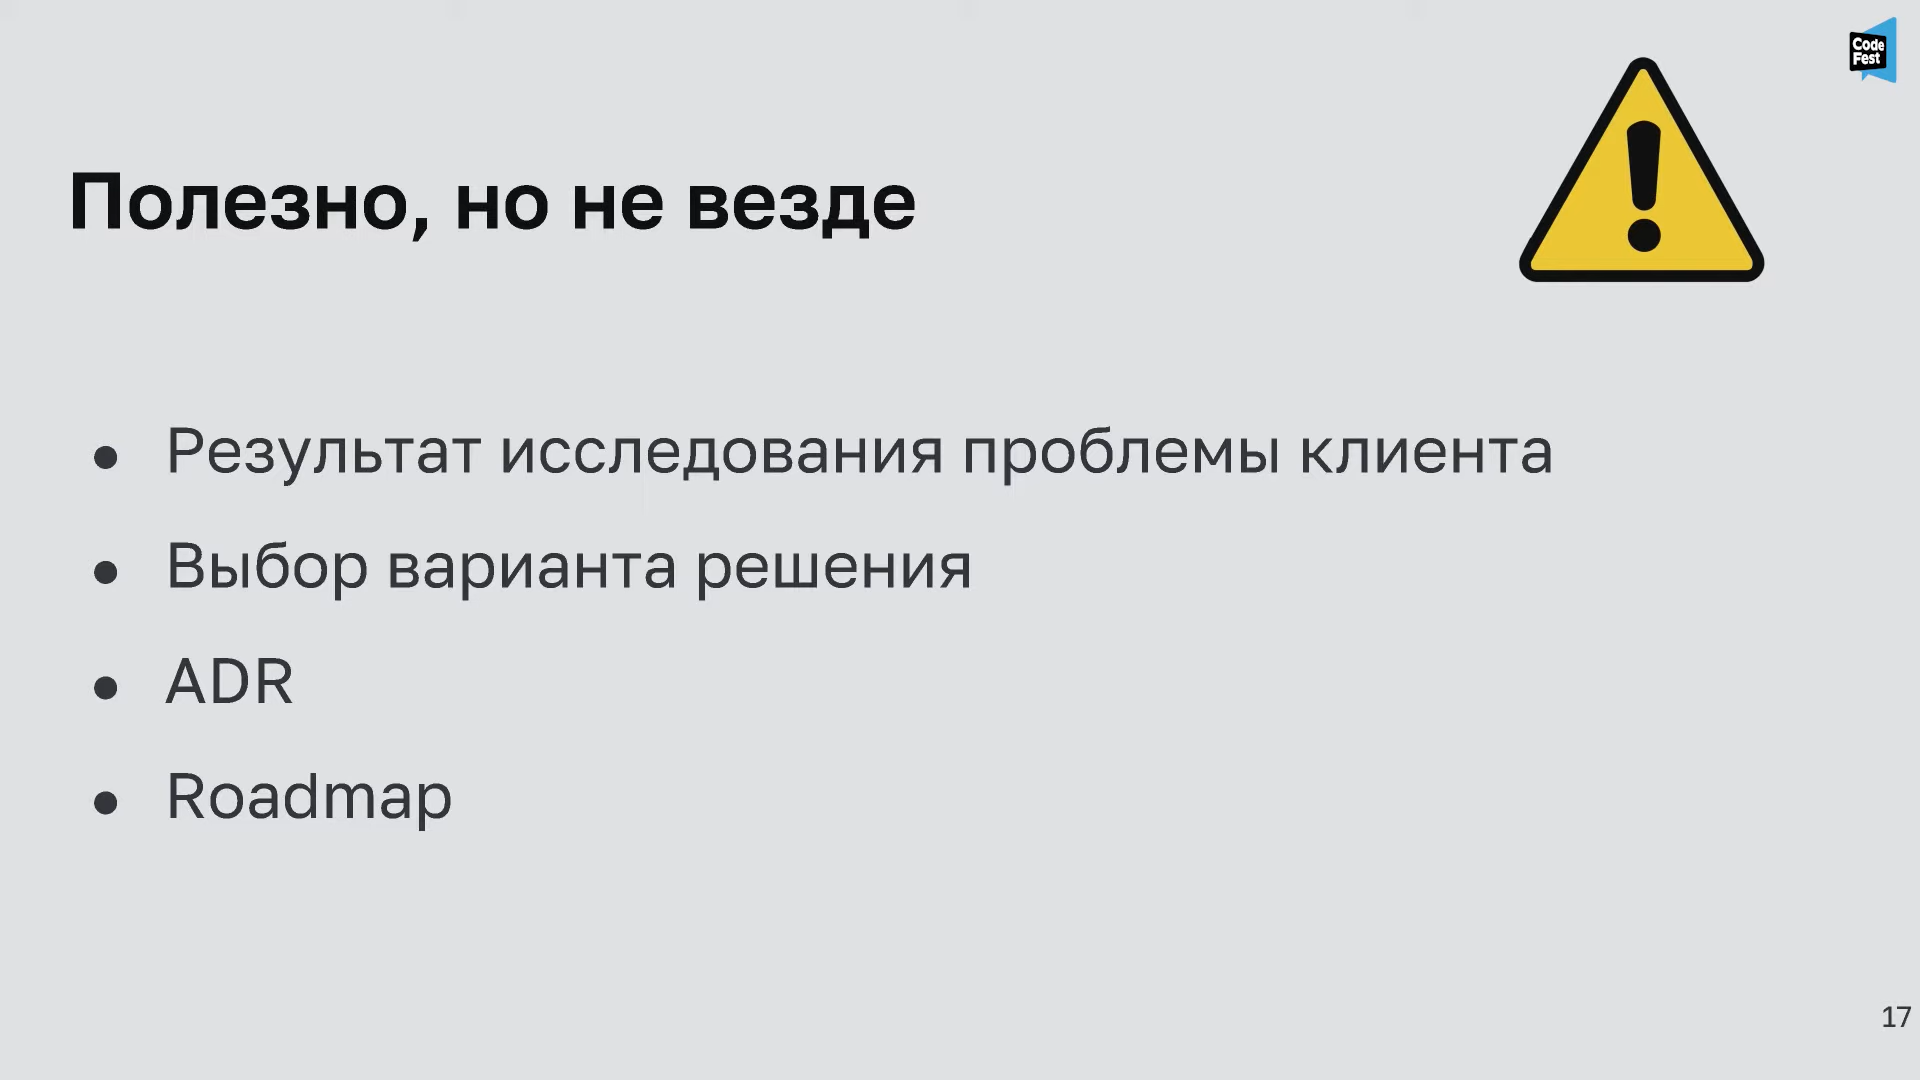 Code
Fest
Полезно, но не везде
● Результат исследования проблемы клиента
● Выбор варианта решения
● ADR
● Roadmap
17